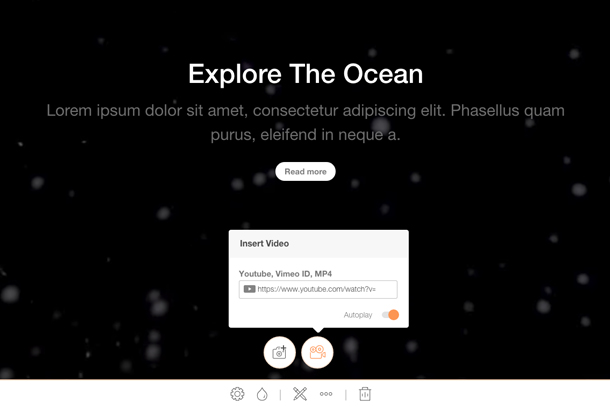 Explore The Ocean
Lorem ipsum dolor sit amet, consectetur adipiscing elit. Phasellus quam
purus, eleifend in neque a.
Read more
Insert Video
Youtube, Vimeo ID, MP4
https://www.youtube.com/watch?v=
Autoplay